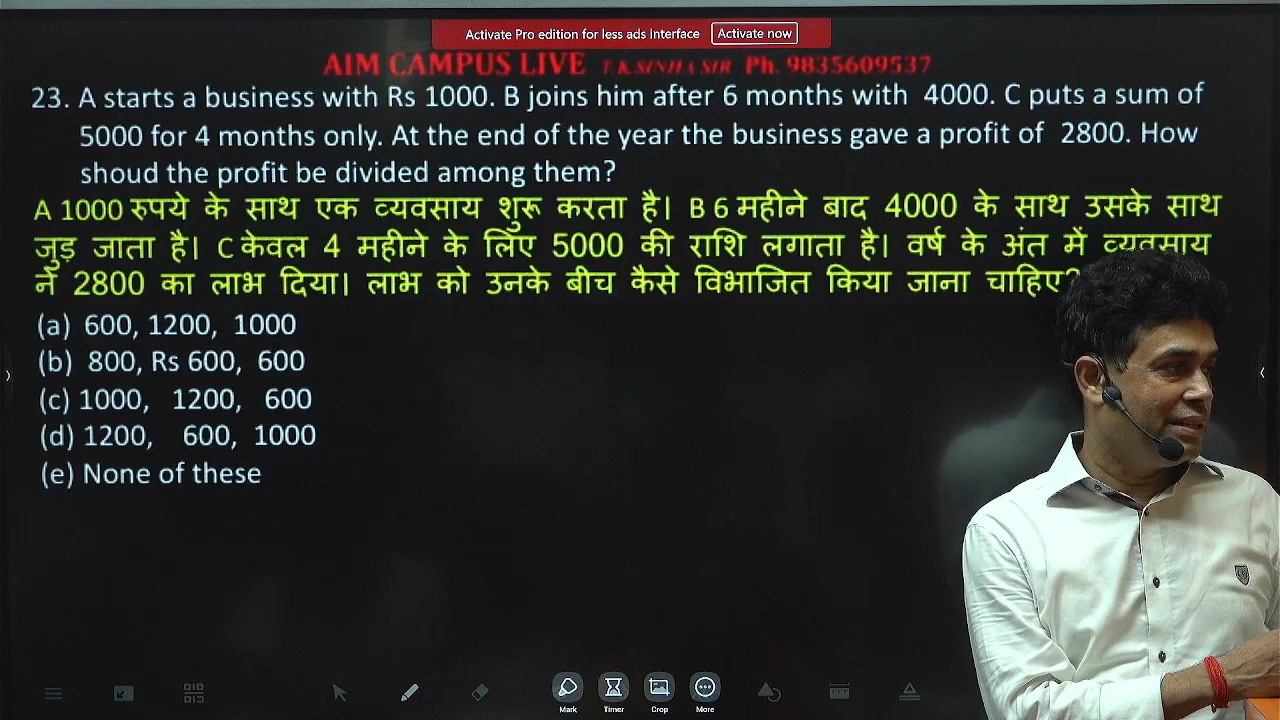 Activate Pro edition for less ads Interface Activate now
AIM CAMPUS LIVE T.K.SINHA SIR Ph. 9835609537
23. A starts a business with Rs 1000. B joins him after 6 months with 4000. C puts a sum of
5000 for 4 months only. At the end of the year the business gave a profit of 2800. How
shoud the profit be divided among them?
A 1000 रुपये के साथ एक व्यवसाय शुरू करता है। B 6 महीने बाद 4000 के साथ उसके साथ
जुड़ जाता है। C केवल 4 महीने के लिए 5000 की राशि लगाता है। वर्ष के अंत में व्यवसाय
ने 2800 का लाभ दिया। लाभ को उनके बीच कैसे विभाजित किया जाना चाहिए?
(a) 600, 1200, 1000
(b) 800, Rs 600, 600
(c) 1000, 1200, 600
(d) 1200, 600, 1000
(e) None of these
Mark Timer Crop More